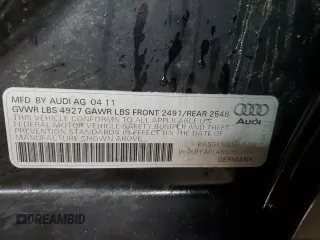 MFD. BY AUDI AG 04 11
GVWR LBS 4927 GAWR LBS FRONT 2491/REAR 2546
THIS VEHICLE CONFORMS TO ALL APPLICABLE
FEDERAL MOTOR VEHICLE SAFETY BUMPER AND THEFT
PREVENTION STANDARDS IN EFFECT ON THE DATE OF
MANUFACTURE SHOWN ABOVE.
Audi
PASSENGER
GERMANY
DREAMBID